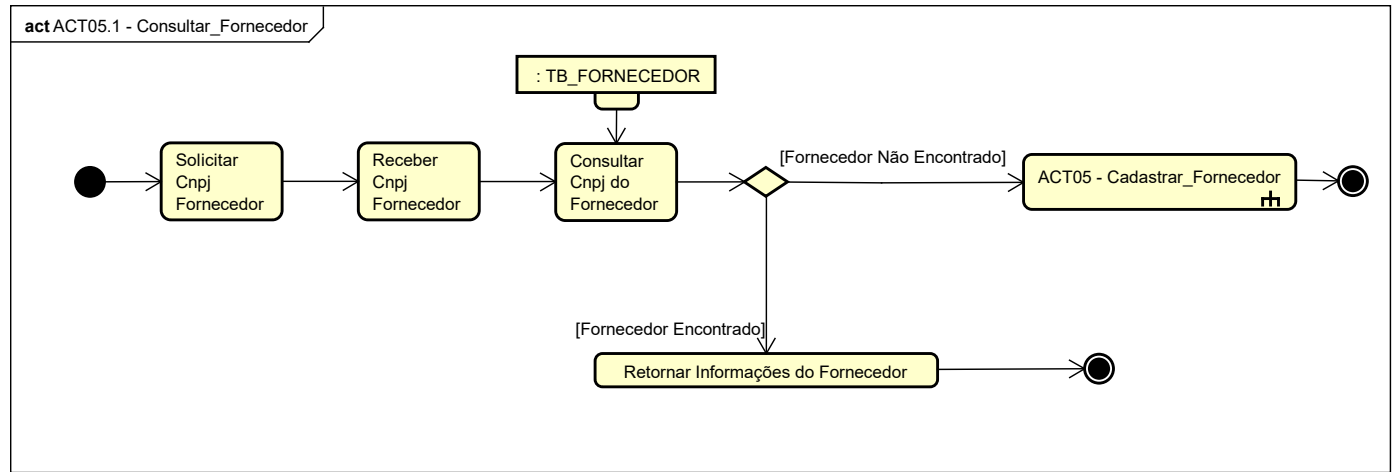 act ACT05.1 - Consultar_Fornecedor
: TB_FORNECEDOR
Solicitar
Cnpj
Fornecedor
Receber
Cnpj
Fornecedor
Consultar
Cnpj do
Fornecedor
[Fornecedor Não Encontrado]
ACT05 - Cadastrar_Fornecedor
[Fornecedor Encontrado]
Retornar Informações do Fornecedor